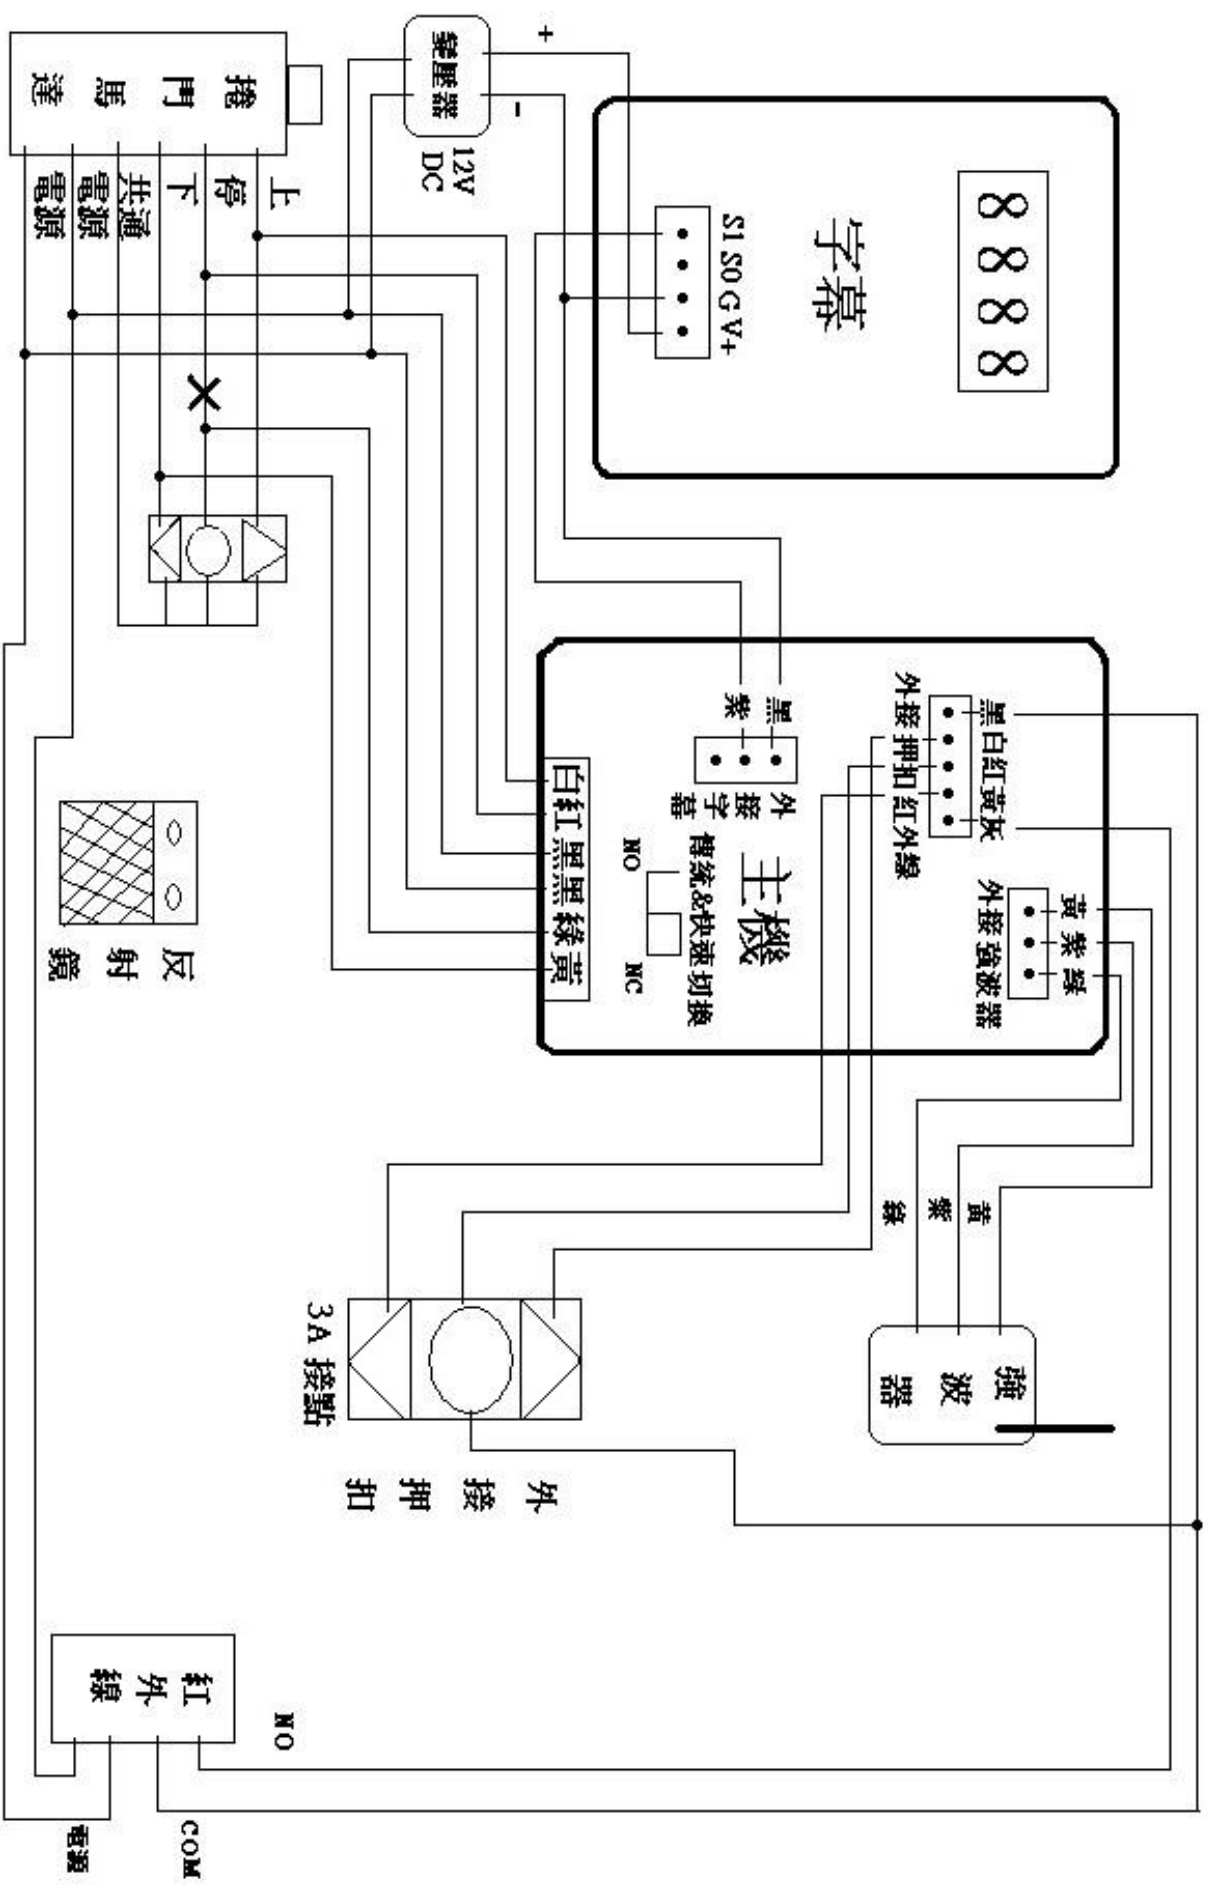 8888
字幕
S1 S0 G V+
+
-
變壓器
12V
DC
捲門馬達
上
停
下
共通
電源
電源
黃紫綠
外接強波器
黑白紅黃灰
外接押扣紅外線
黑
紫
外接字幕
主機
傳統&快速切換
NO
NC
白紅黑黑綠黃
黃
紫
綠
強波器
外接押扣
3A 接點
反射鏡
紅外線
NO
COM
電源